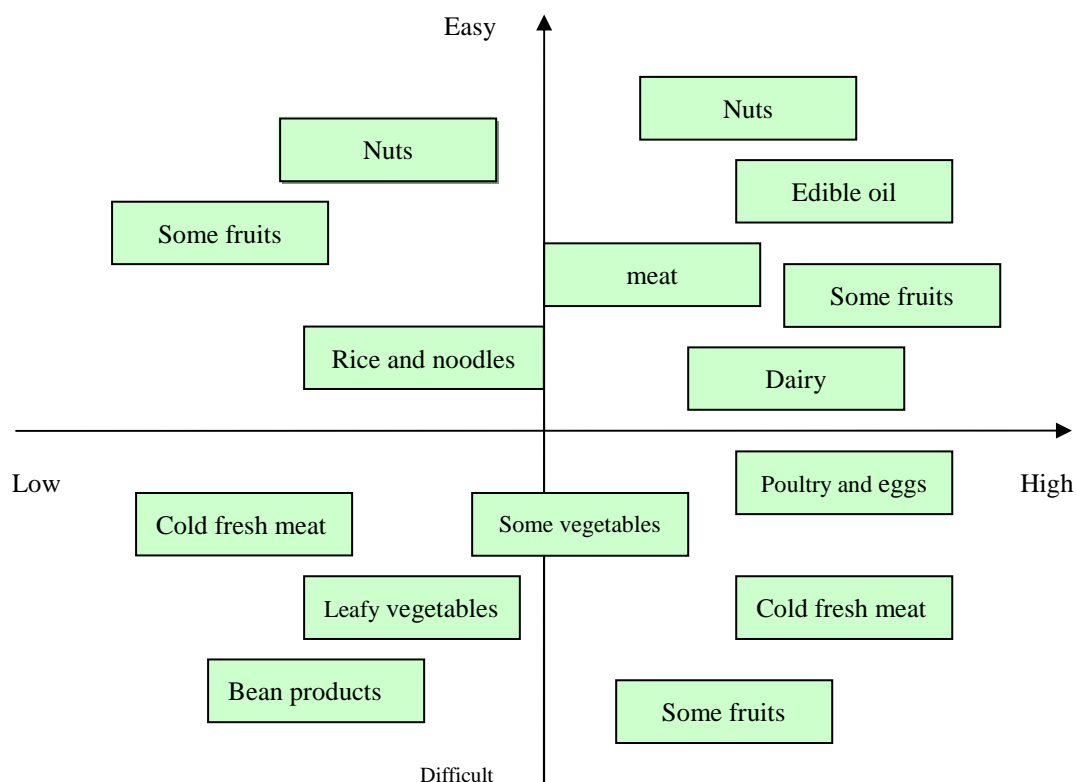 Easy
Nuts
Nuts
Edible oil
Some fruits
meat
Some fruits
Rice and noodles
Dairy
Low
High
Poultry and eggs
Cold fresh meat
Some vegetables
Leafy vegetables
Cold fresh meat
Bean products
Some fruits
Difficult